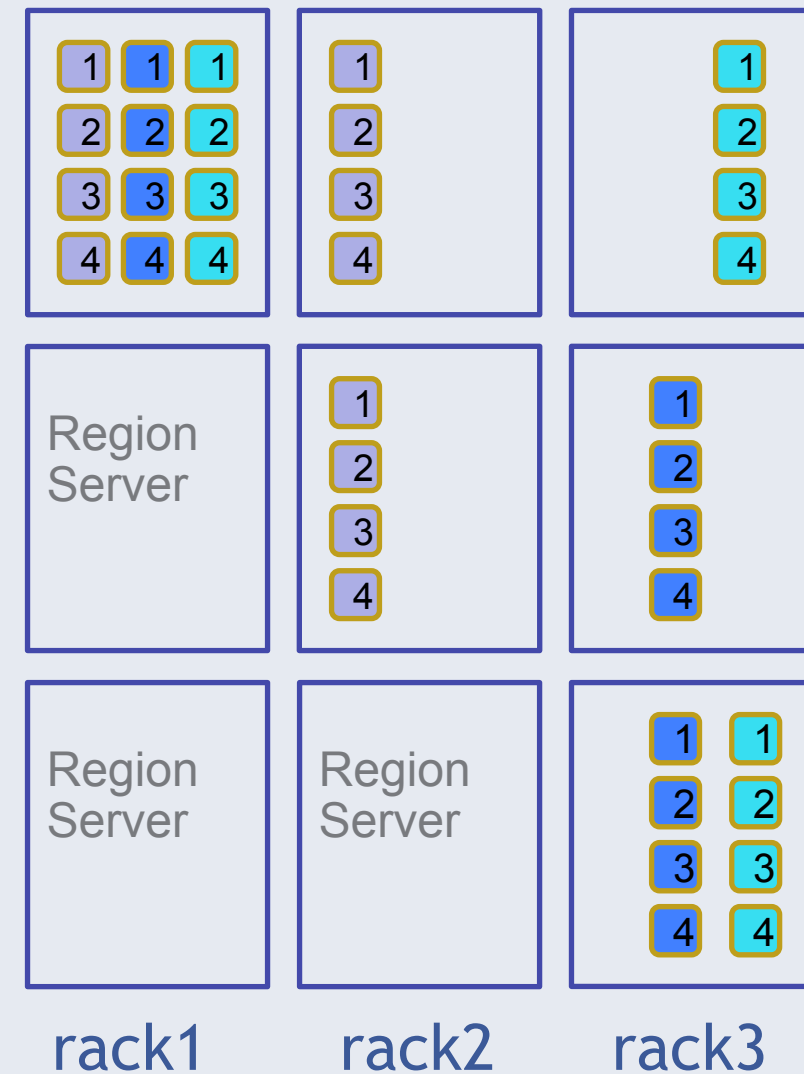 1 1 1 1 1
2 2 2 2 2
3 3 3 3 3
4 4 4 4 4
Region
Server
1 1
2 2
3 3
4 4
Region
Server
Region
Server
1 1
2 2
3 3
4 4
rack1 rack2 rack3